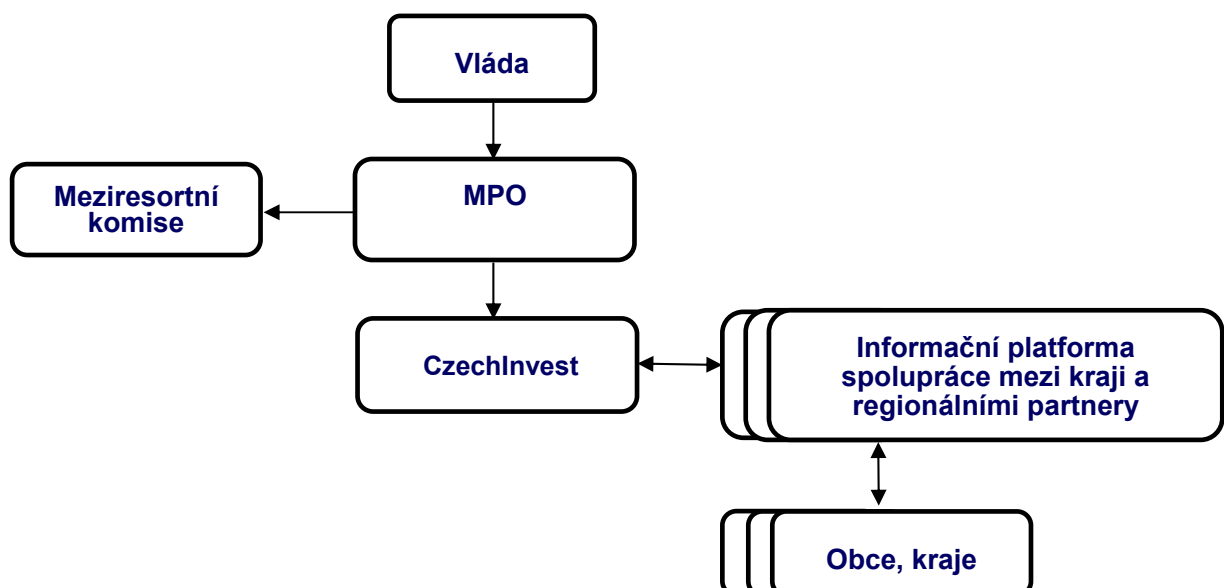 Vláda
MPO
Meziresortní
komise
CzechInvest
Informační platforma
spolupráce mezi kraji a
regionálními partnery
Obce, kraje